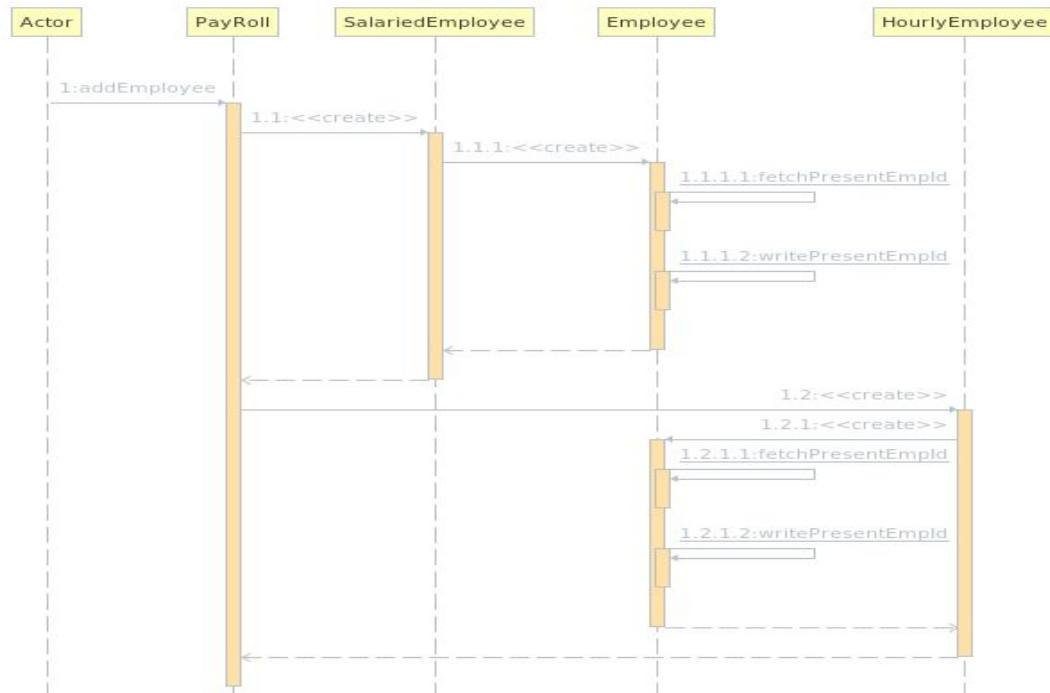 Actor
PayRoll
SalariedEmployee
Employee
HourlyEmployee
1:addEmployee
1.1:<<create>>
1.1.1:<<create>>
1.1.1.1:fetchPresentEmpId
1.1.1.2:writePresentEmpId
1.2:<<create>>
1.2.1:<<create>>
1.2.1.1:fetchPresentEmpId
1.2.1.2:writePresentEmpId